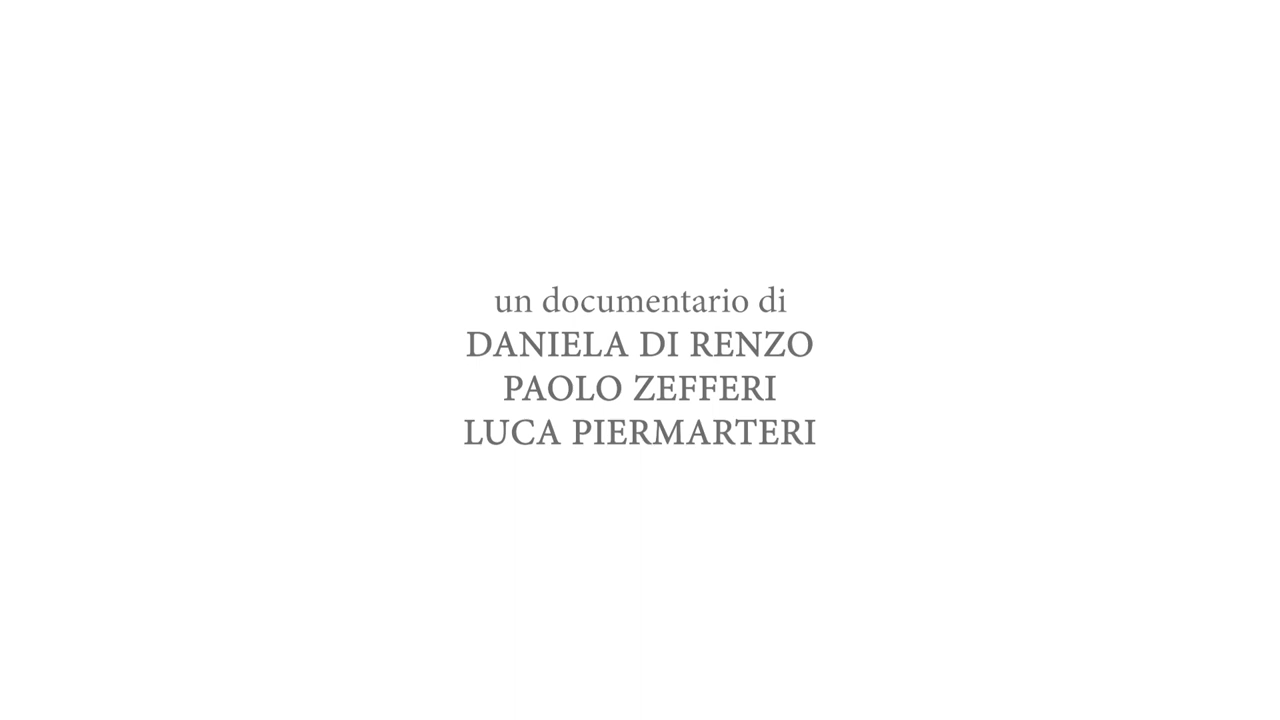 un documentario di
DANIELA DI RENZO
PAOLO ZEFFERI
LUCA PIERMARTERI